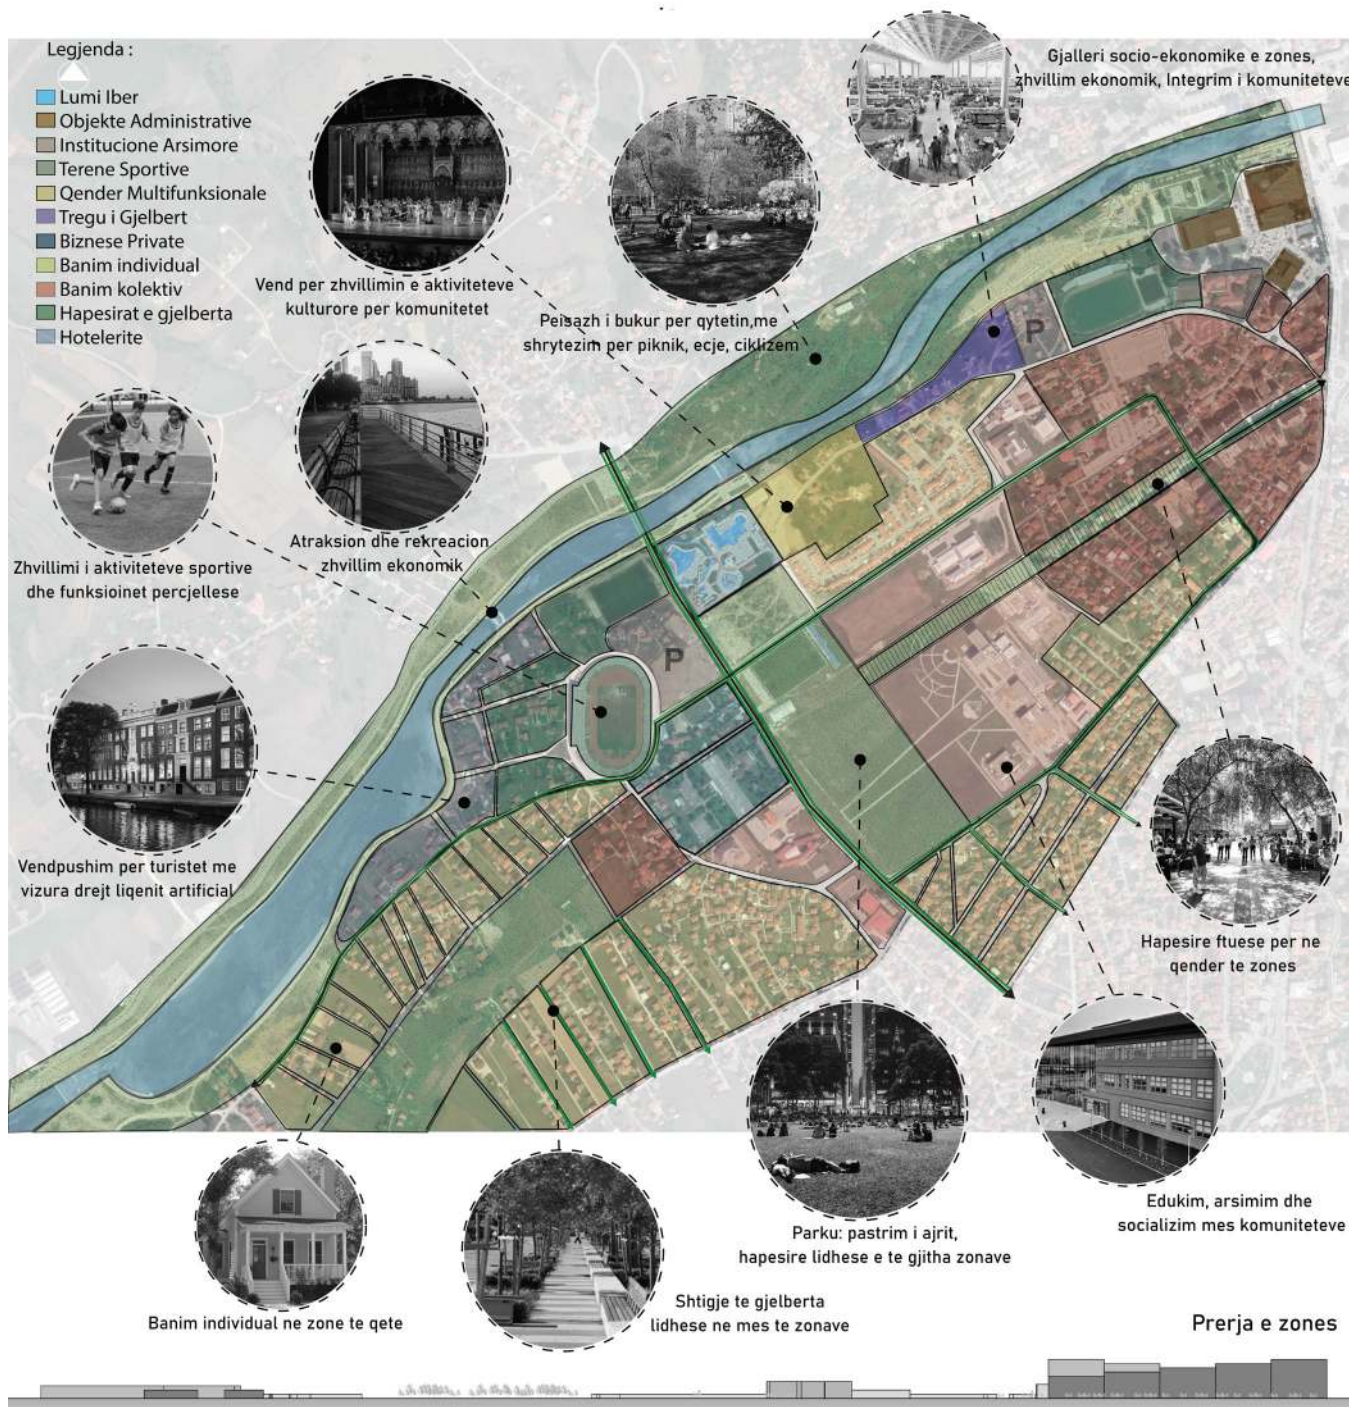 Legjenda :
Lumi Iber
Objekte Administrative
Institucione Arsimore
Terene Sportive
Qender Multifunksionale
Tregu i Gjelbert
Biznese Private
Banim individual
Banim kolektiv
Hapesirat e gjelberta
Hotelerite
Gjalleri socio-ekonomike e zones,
zhvillim ekonomik, Integrim i komuniteteve
Vend per zhvillimin e aktiviteteve
kulturore per komunitetet
Peisazh i bukur per qytetin,me
shrytezim per piknik, ecje, ciklizem
P
Atraksion dhe rekreacion
zhvillim ekonomik
Zhvillimi i aktiviteteve sportive
dhe funksioinet percjellese
P
Vendpushim per turistet me
vizura drejt liqenit artificial
Hapesire ftuese per ne
qender te zones
Edukim, arsimim dhe
socializim mes komuniteteve
Parku: pastrim i ajrit,
hapesire lidhese e te gjitha zonave
Shtigje te gjelberta
lidhese ne mes te zonave
Banim individual ne zone te qete
Prerja e zones